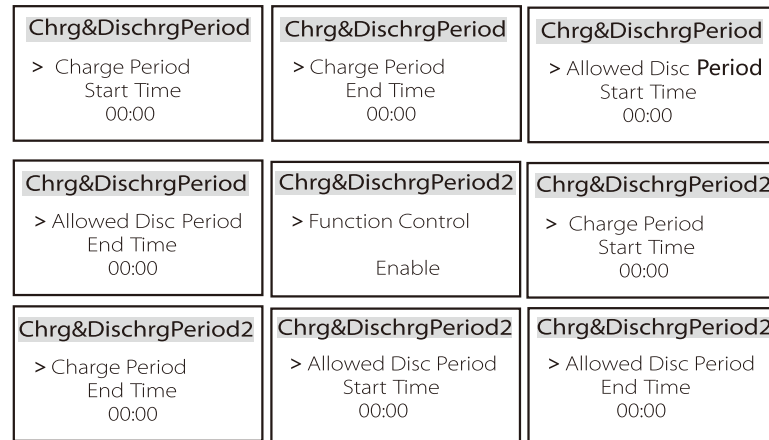 Chrg&DischrgPeriod
> Charge Period
Start Time
00:00
Chrg&DischrgPeriod
> Charge Period
End Time
00:00
Chrg&DischrgPeriod
> Allowed Disc Period
Start Time
00:00
Chrg&DischrgPeriod
> Allowed Disc Period
End Time
00:00
Chrg&DischrgPeriod2
> Function Control
Enable
Chrg&DischrgPeriod2
> Charge Period
Start Time
00:00
Chrg&DischrgPeriod2
> Charge Period
End Time
00:00
Chrg&DischrgPeriod2
> Allowed Disc Period
Start Time
00:00
Chrg&DischrgPeriod2
> Allowed Disc Period
End Time
00:00